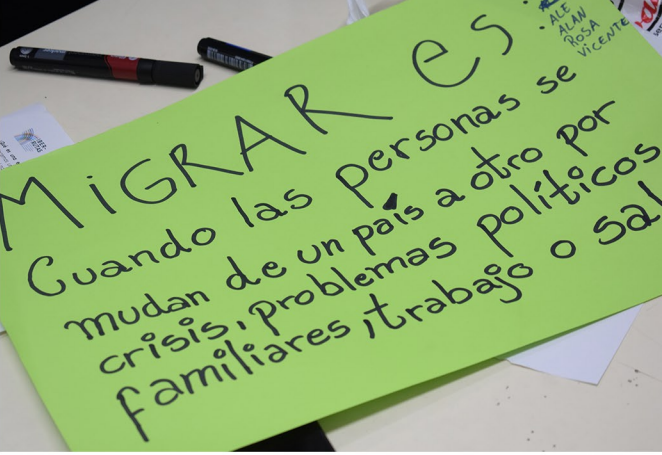 MiGRAR es
Cuando las personas se
mudan de un país a otro por
crisis, problemas políticos
familiares, trabajo o sal
ALE
ALAN
ROSA
VICENTE